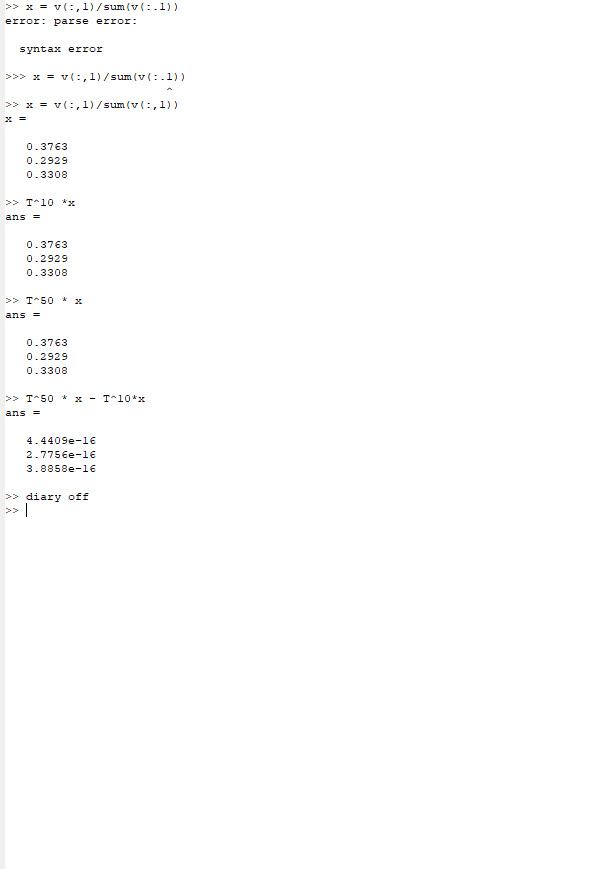 >> x = v(:,1)/sum(v(:.1))
error: parse error:
syntax error
>>> x = v(:,1)/sum(v(:.1))
^
>> x = v(:,1)/sum(v(:,1))
x =
0.3763
0.2929
0.3308
>> T^10 *x
ans =
0.3763
0.2929
0.3308
>> T^50 * x
ans =
0.3763
0.2929
0.3308
>> T^50 * x - T^10*x
ans =
4.4409e-16
2.7756e-16
3.8858e-16
>> diary off
>>